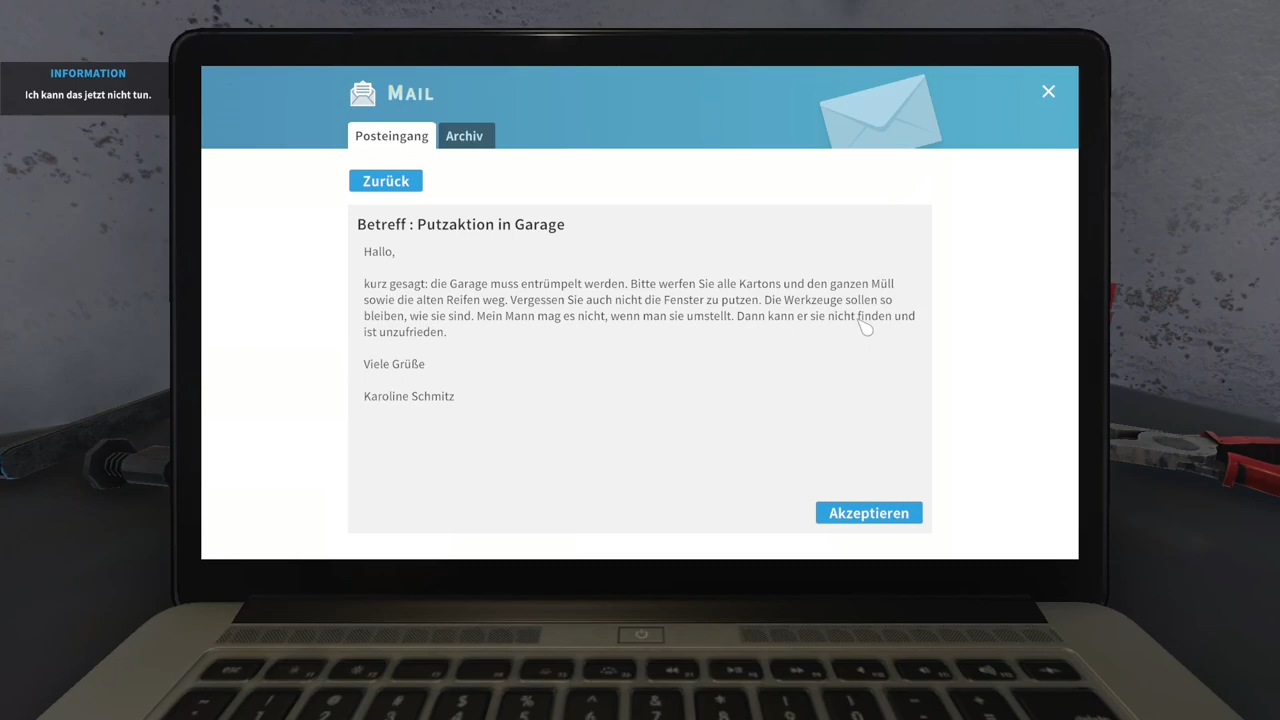 INFORMATION
Ich kann das jetzt nicht tun.
MAIL
Posteingang
Archiv
Zurück
Betreff : Putzaktion in Garage
Hallo,
kurz gesagt: die Garage muss entrümpelt werden. Bitte werfen Sie alle Kartons und den ganzen Müll
sowie die alten Reifen weg. Vergessen Sie auch nicht die Fenster zu putzen. Die Werkzeuge sollen so
bleiben, wie sie sind. Mein Mann mag es nicht, wenn man sie umstellt. Dann kann er sie nicht finden und
ist unzufrieden.
Viele Grüße
Karoline Schmitz
Akzeptieren